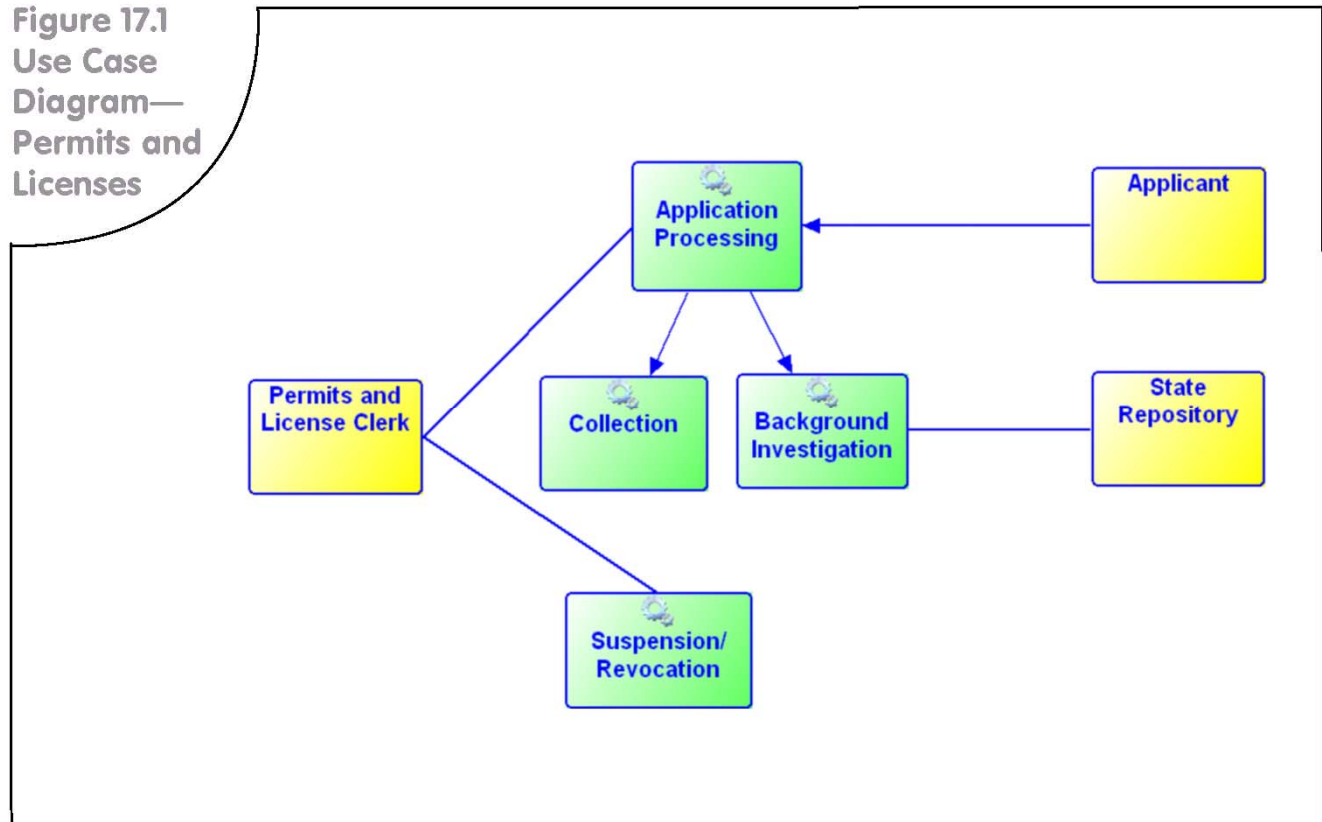 Figure 17.1
Use Case
Diagram—
Permits and
Licenses
Application
Processing
Applicant
Permits and
License Clerk
Collection
Background
Investigation
State
Repository
Suspension/
Revocation